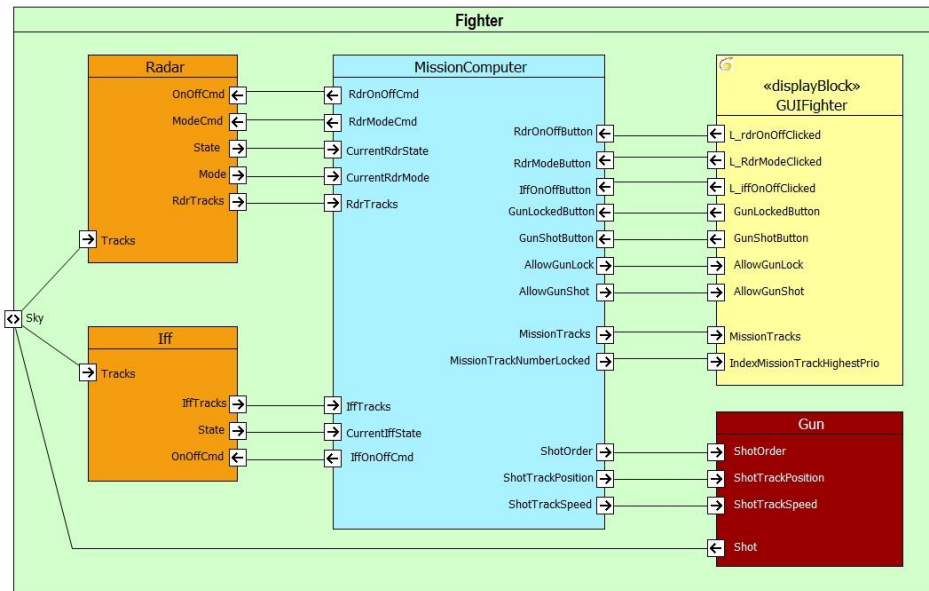 Fighter
Radar
OnOffCmd
ModeCmd
State
Mode
RdrTracks
Tracks
Sky
Iff
Tracks
IffTracks
State
OnOffCmd
MissionComputer
RdrOnOffCmd
RdrModeCmd
CurrentRdrState
CurrentRdrMode
RdrTracks
IffTracks
CurrentIffState
IffOnOffCmd
RdrOnOffButton
RdrModeButton
IffOnOffButton
GunLockedButton
GunShotButton
AllowGunLock
AllowGunShot
MissionTracks
MissionTrackNumberLocked
ShotOrder
ShotTrackPosition
ShotTrackSpeed
«displayBlock»
GUIFighter
L_rdrOnOffClicked
L_RdrModeClicked
L_iffOnOffClicked
GunLockedButton
GunShotButton
AllowGunLock
AllowGunShot
MissionTracks
IndexMissionTrackHighestPrio
Gun
ShotOrder
ShotTrackPosition
ShotTrackSpeed
Shot